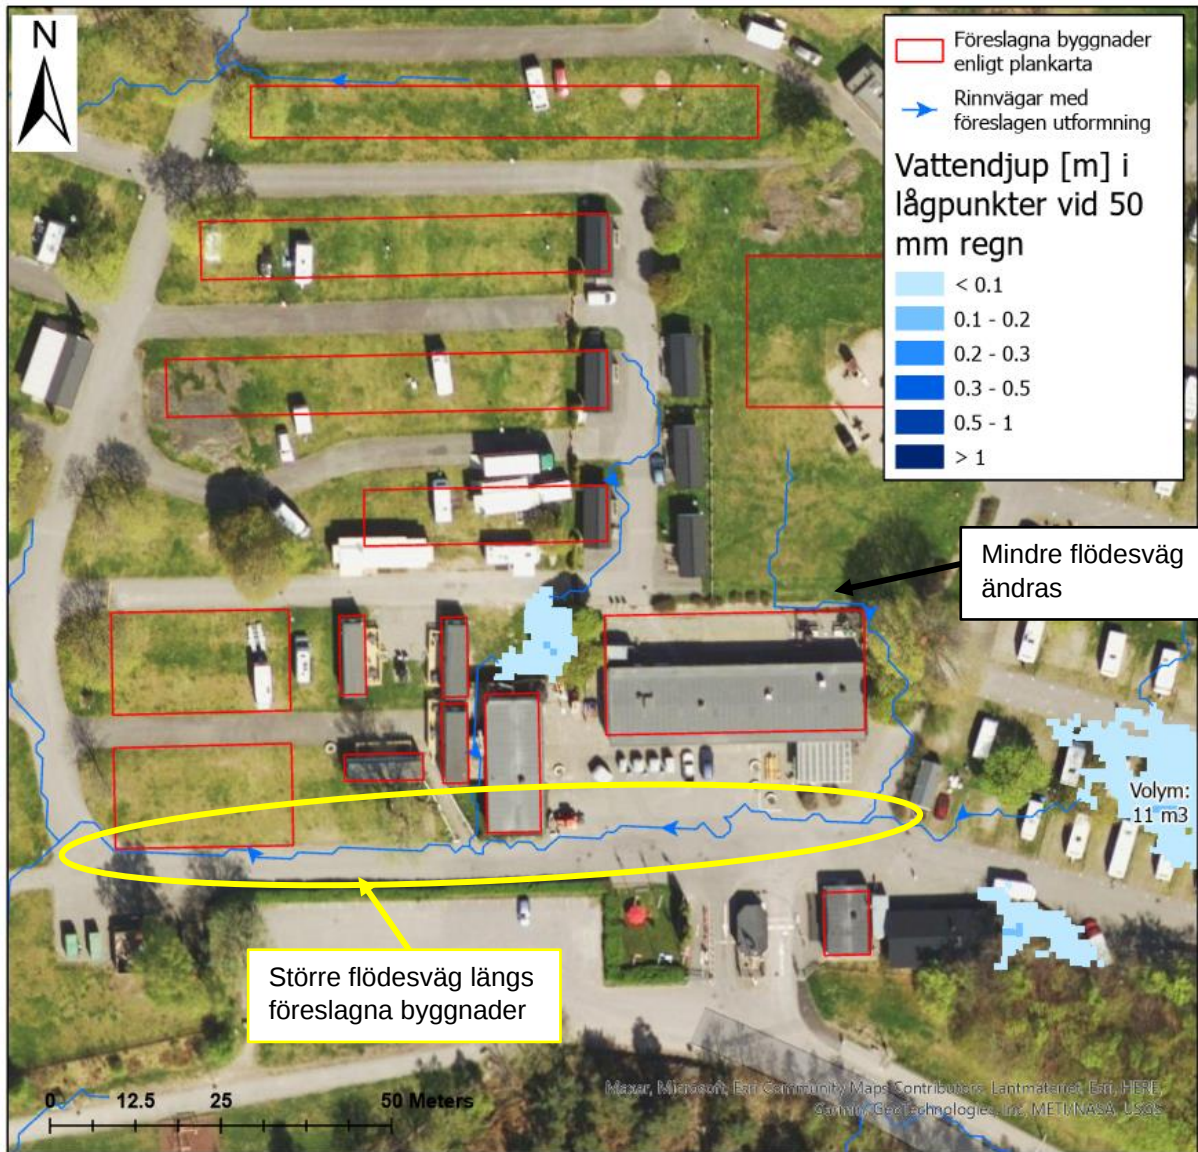 N
Föreslagna byggnader
enligt plankarta
Rinnvägar med
föreslagen utformning
Vattendjup [m] i
lågpunkter vid 50
mm regn
< 0.1
0.1 - 0.2
0.2 - 0.3
0.3 - 0.5
0.5 - 1
> 1
Mindre flödesväg
ändras
Volym:
11 m3
Större flödesväg längs
föreslagna byggnader
0 12.5 25 50 Meters
Maxar, Microsoft, Esri Community Maps Contributors, Lantmäteriet, Esri, HERE,
Garmin, GeoTechnologies, Inc, METI/NASA, USGS